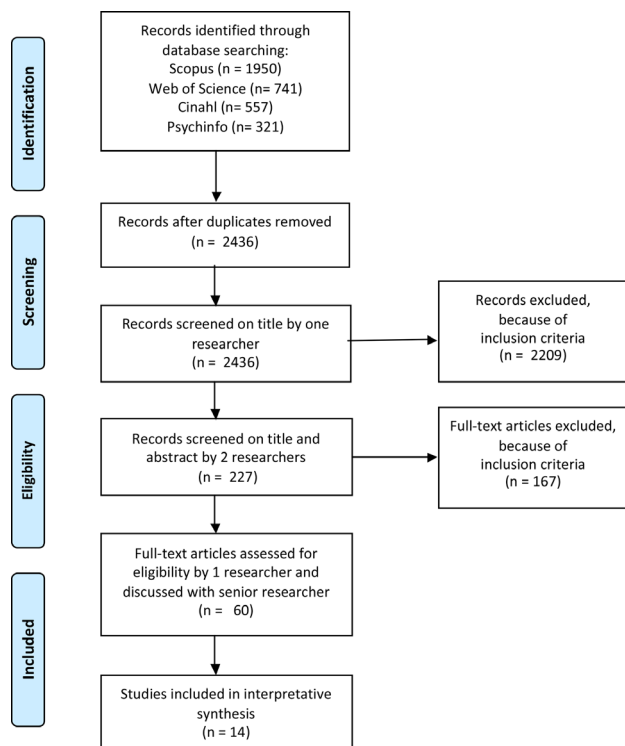 Identification
Records identified through
database searching:
Scopus (n = 1950)
Web of Science (n= 741)
Cinahl (n= 557)
Psychinfo (n= 321)
Screening
Records after duplicates removed
(n = 2436)
Records screened on title by one
researcher
(n = 2436)
Records excluded,
because of
inclusion criteria
(n = 2209)
Eligibility
Records screened on title and
abstract by 2 researchers
(n = 227)
Full-text articles excluded,
because of
inclusion criteria
(n = 167)
Full-text articles assessed for
eligibility by 1 researcher and
discussed with senior researcher
(n = 60)
Included
Studies included in interpretative
synthesis
(n = 14)